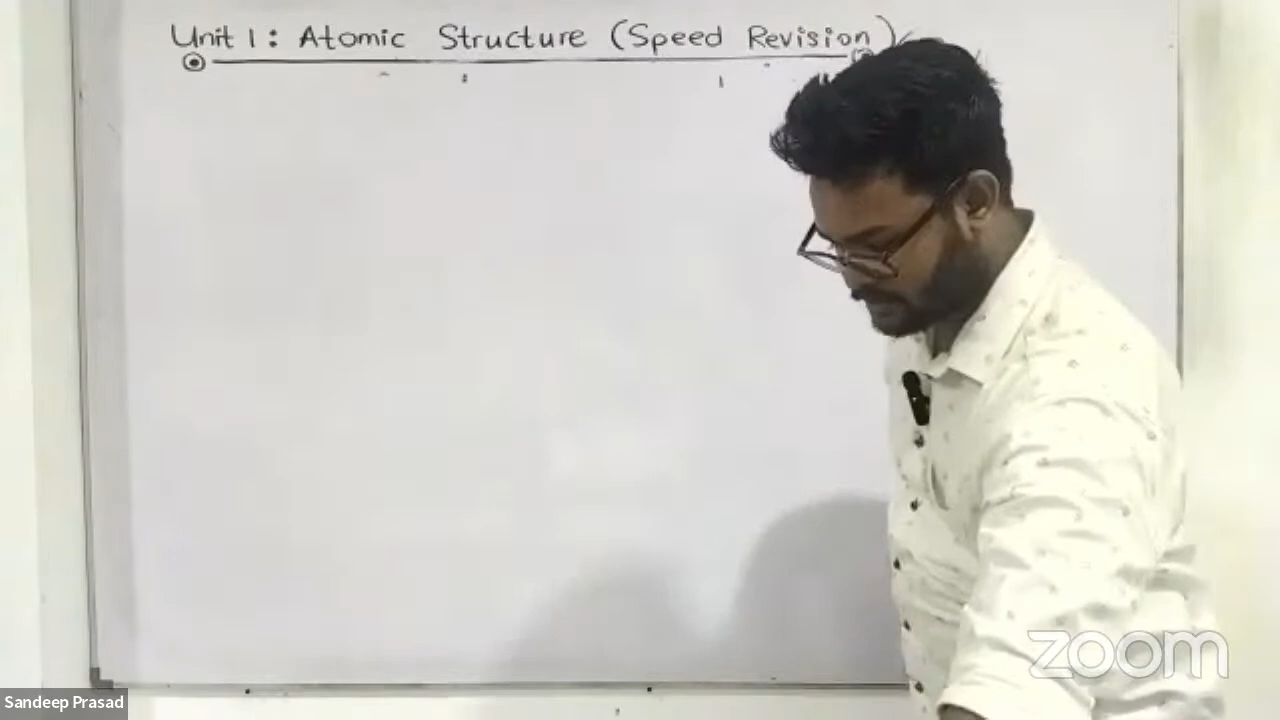 Unit 1 : Atomic Structure (Speed Revision)
zoom
Sandeep Prasad